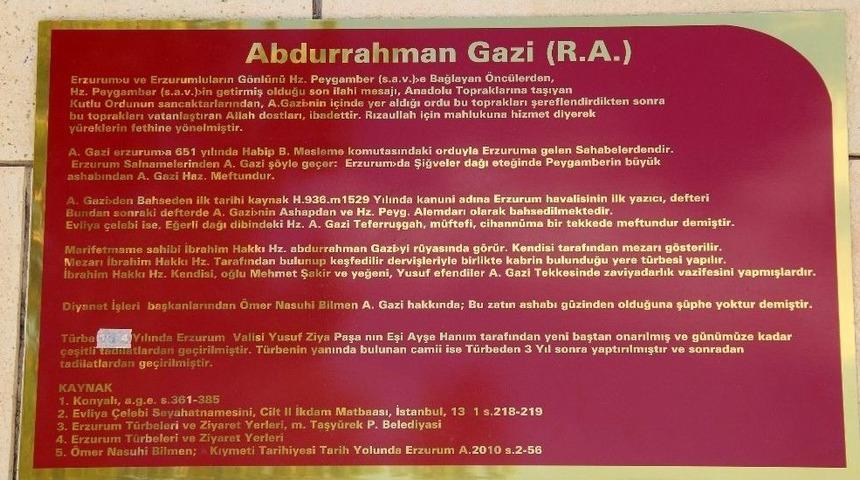 Abdurrahman Gazi (R.A.)
Erzurum›u ve Erzurumluların Gönlünü Hz. Peygamber (s.a.v.)›e Bağlayan Öncülerden,
Hz. Peygamber (s.a.v.)›in getirmiş olduğu son ilahi mesajı, Anadolu Topraklarına taşıyan
Kutlu Ordunun sancaktarlarından, A.Gazi›nin içinde yer aldığı ordu bu toprakları şereflendirdikten sonra
bu toprakları vatanlaştıran Allah dostları, ibadettir. Rızaullah için mahlukuna hizmet diyerek
yüreklerin fethine yönelmiştir.
A. Gazi erzurum›a 651 yılında Habip B. Mesleme komutasındaki orduyla Erzuruma gelen Sahabelerdendir.
Erzurum Salnamelerinden A. Gazi şöyle geçer: Erzurum›da Şiğveler dağı eteğinde Peygamberin büyük
ashabından A. Gazi Haz. Meftundur.
A. Gazi›den Bahseden ilk tarihi kaynak H.936.m1529 Yılında kanuni adına Erzurum havalisinin ilk yazıcı, defteri
Bundan sonraki defterde A. Gazi›nin Ashapdan ve Hz. Peyg. Alemdarı olarak bahsedilmektedir.
Evliya çelebi ise, Eğerli dağı dibindeki Hz. A. Gazi Teferruşgah, müftefi, cihannüma bir tekkede meftundur demiştir.
Marifetmame sahibi İbrahim Hakkı Hz. abdurrahman Gazi›yi rüyasında görür. Kendisi tarafından mezarı gösterilir.
Mezarı İbrahim Hakkı Hz. Tarafından bulunup keşfedilir dervişleriyle birlikte kabrin bulunduğu yere türbesi yapılır.
İbrahim Hakkı Hz. Kendisi, oğlu Mehmet Şakir ve yeğeni, Yusuf efendiler A. Gazi Tekkesinde zaviyadarlık vazifesini yapmışlardır.
Diyanet İşleri başkanlarından Ömer Nasuhi Bilmen A. Gazi hakkında; Bu zatın ashabı güzinden olduğuna şüphe yoktur demiştir.
Yılında Erzurum Valisi Yusuf Ziya Paşa nın Eşi Ayşe Hanım tarafından yeni baştan onarılmış ve günümüze kadar
çeşitli tadilatlardan geçirilmiştir. Türbenin yanında bulunan camii ise Türbeden 3 Yıl sonra yaptırılmıştır ve sonradan
tadilatlardan geçirilmiştir.
KAYNAK
1. Konyalı, a.g.e. s.361-385
2. Evliya Çelebi Seyahatnamesini, Cilt II İkdam Matbaası, İstanbul, 13 1 s.218-219
3. Erzurum Türbeleri ve Ziyaret Yerleri, m. Taşyürek P. Belediyasi
4. Erzurum Türbeleri ve Ziyaret Yerleri
5. Ömer Nasuhi Bilmen; Kıymeti Tarihiyesi Tarih Yolunda Erzurum A.2010 s.2-56